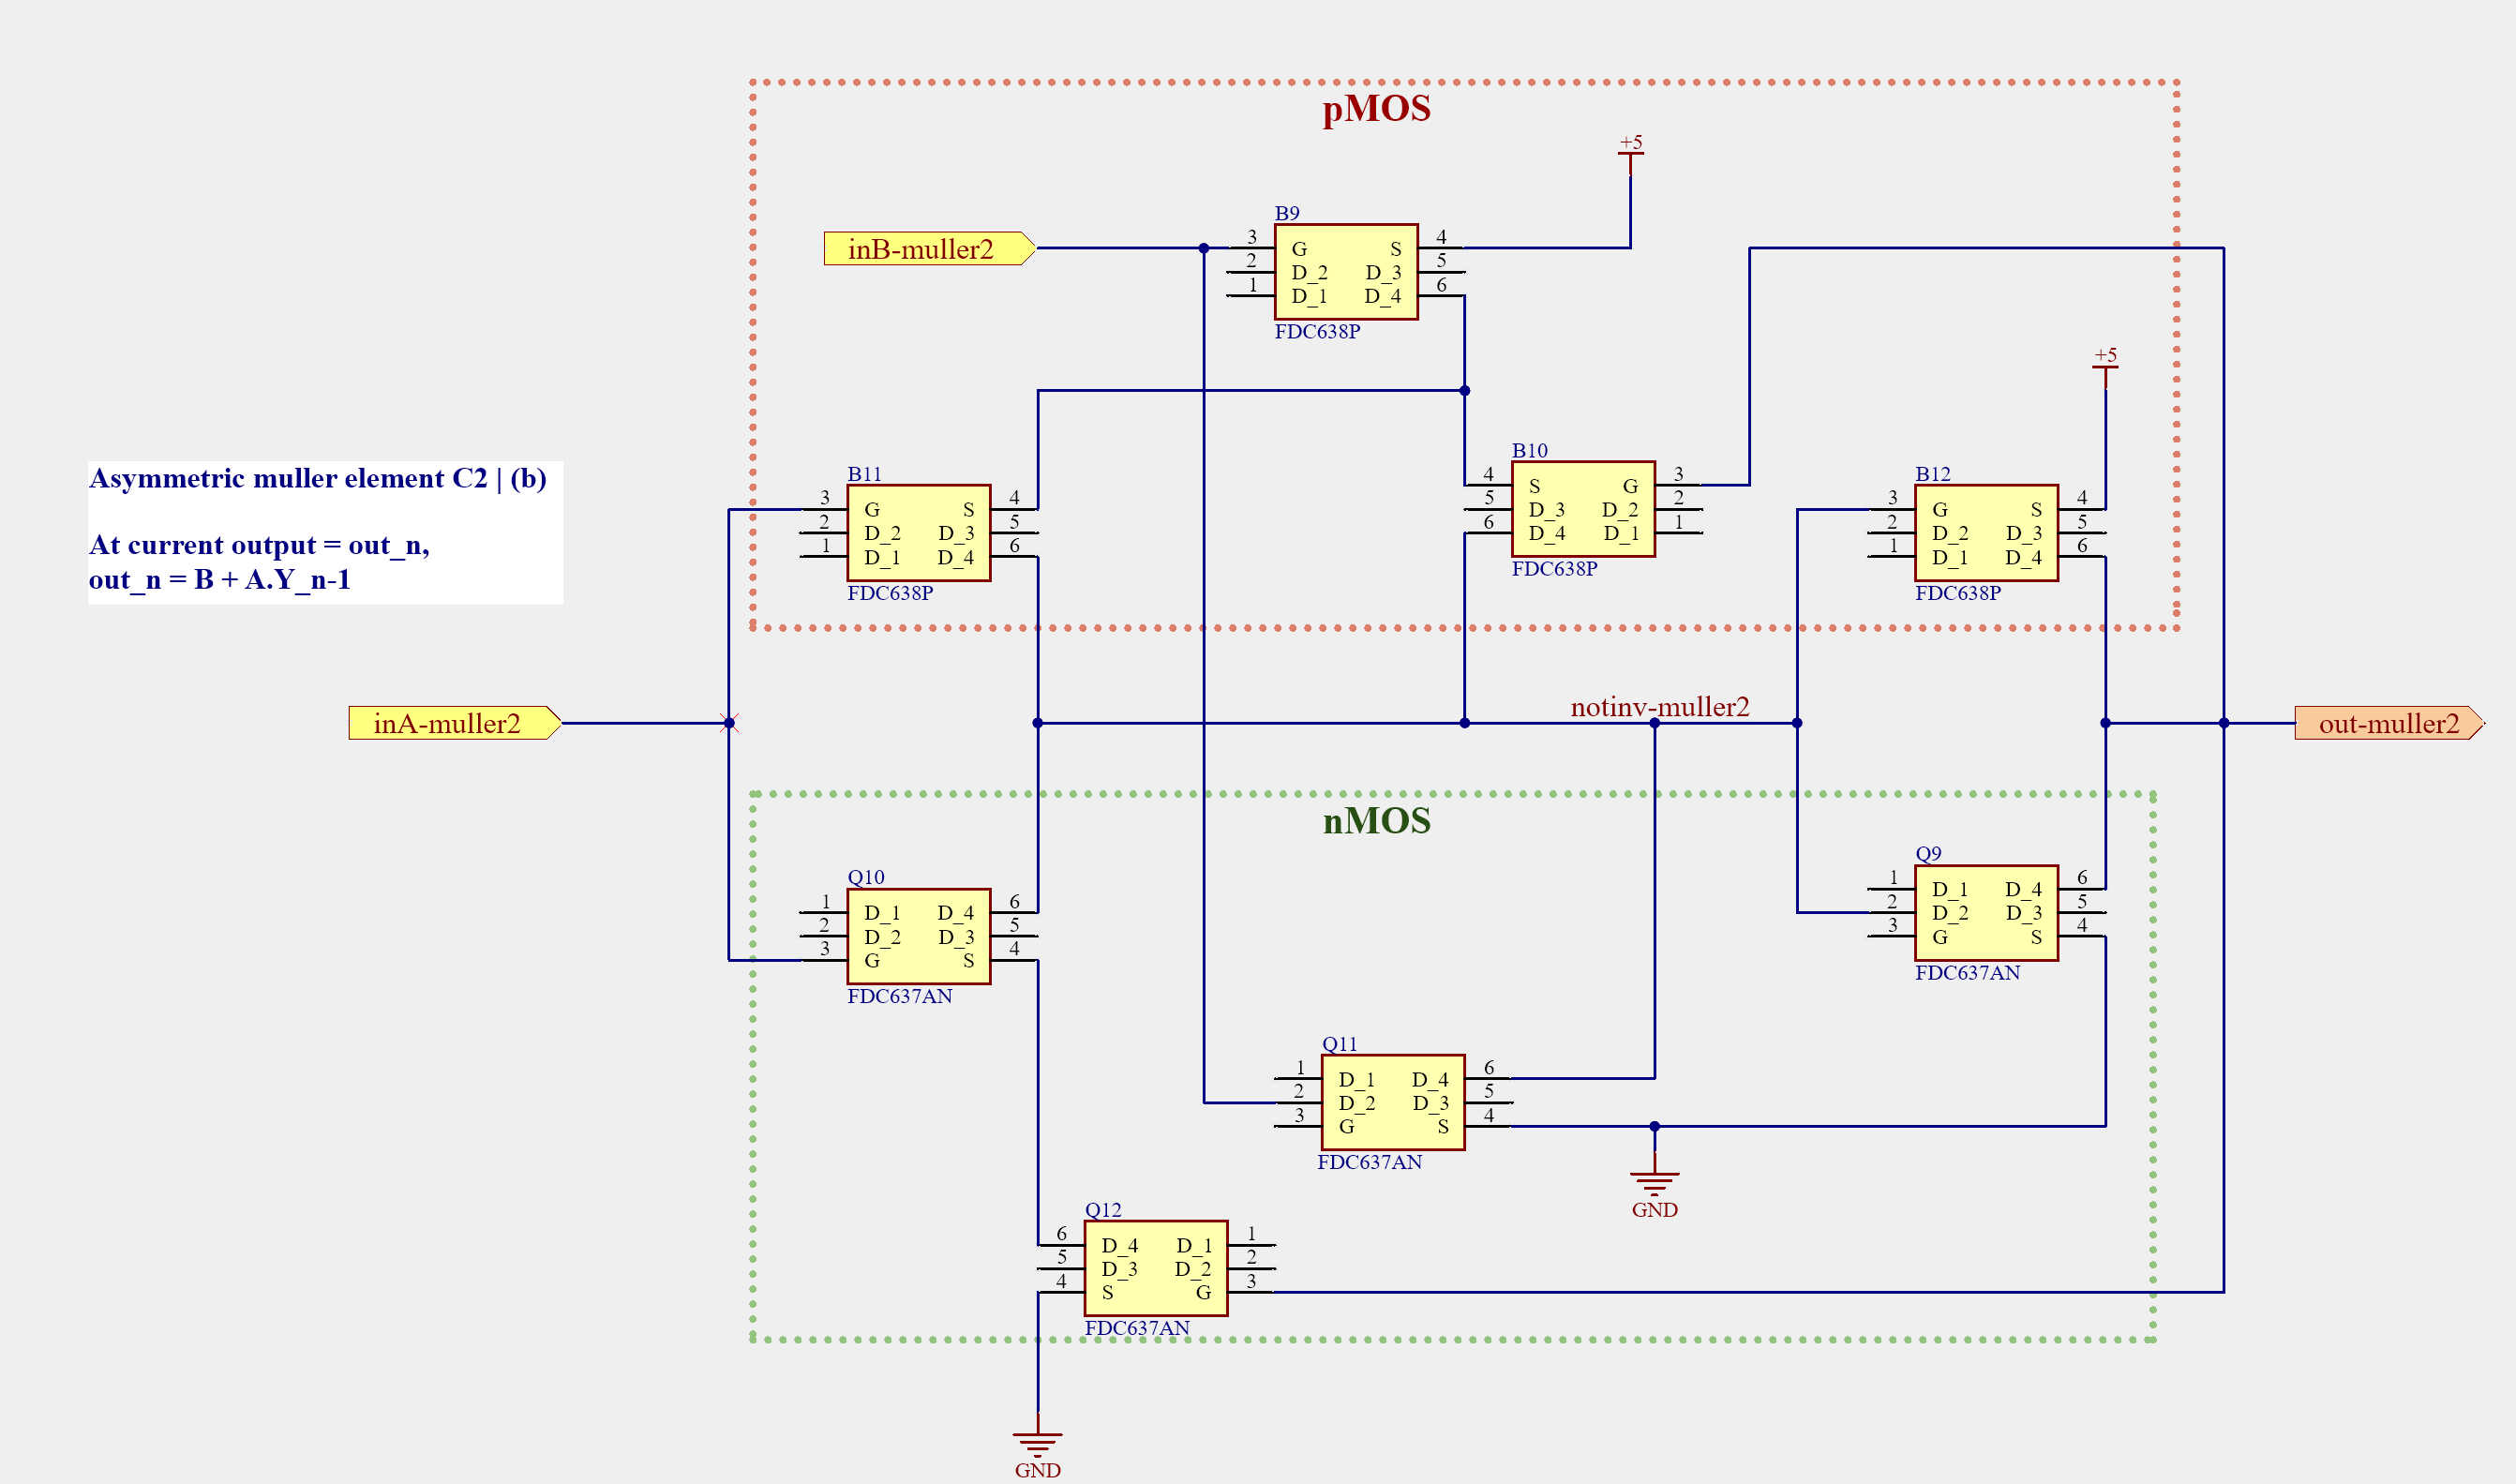 pMOS
+5
B9
3 G S 4
2 D_2 D_3 5
1 D_1 D_4 6
FDC638P
inB-muller2
+5
B10
4 S G 3
5 D_3 D_2 2
6 D_4 D_1 1
FDC638P
B11
3 G S 4
2 D_2 D_3 5
1 D_1 D_4 6
FDC638P
B12
3 G S 4
2 D_2 D_3 5
1 D_1 D_4 6
FDC638P
Asymmetric muller element C2 | (b)
At current output = out_n,
out_n = B + A.Y_n-1
inA-muller2
notinv-muller2
out-muller2
nMOS
Q10
1 D_1 D_4 6
2 D_2 D_3 5
3 G S 4
FDC637AN
Q9
1 D_1 D_4 6
2 D_2 D_3 5
3 G S 4
FDC637AN
Q11
1 D_1 D_4 6
2 D_2 D_3 5
3 G S 4
FDC637AN
GND
Q12
6 D_4 D_1 1
5 D_3 D_2 2
4 S G 3
FDC637AN
GND